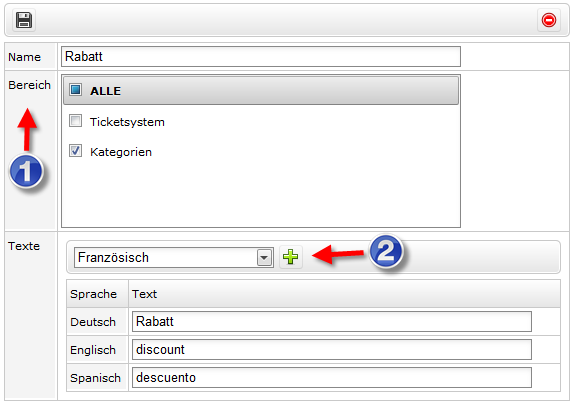 Name Rabatt
Bereich ALLE
Ticketsystem
Kategorien
1
Texte Französisch 2
Sprache Text
Deutsch Rabatt
Englisch discount
Spanisch descuento